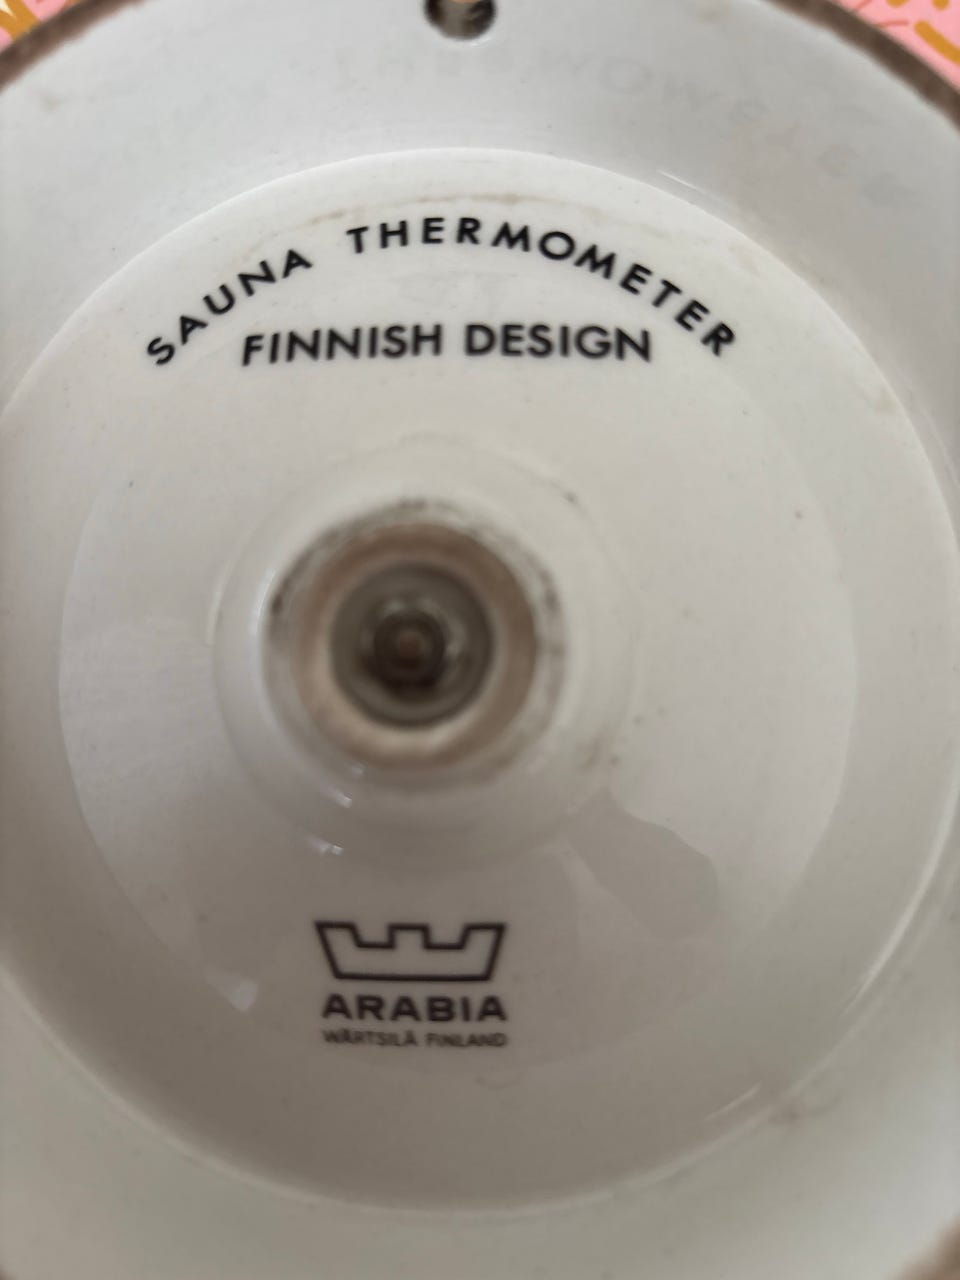 SAUNA THERMOMETER
FINNISH DESIGN
ARABIA
WÄRTSILÄ FINLAND